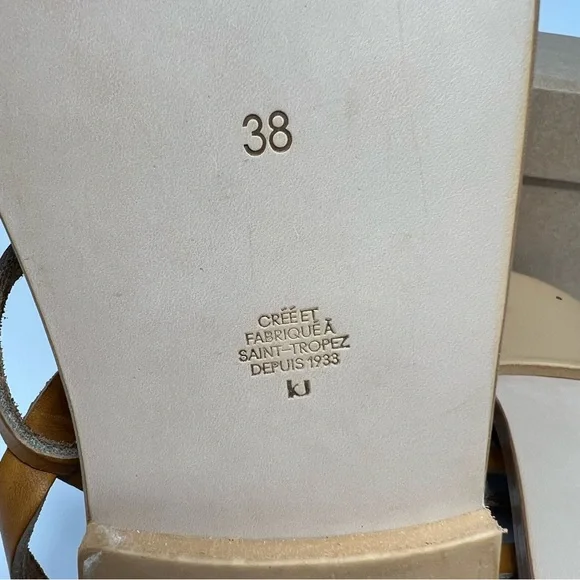 38
CRÉÉ ET
FABRIQUÉ À
SAINT-TROPEZ
DEPUIS 1933
KJ